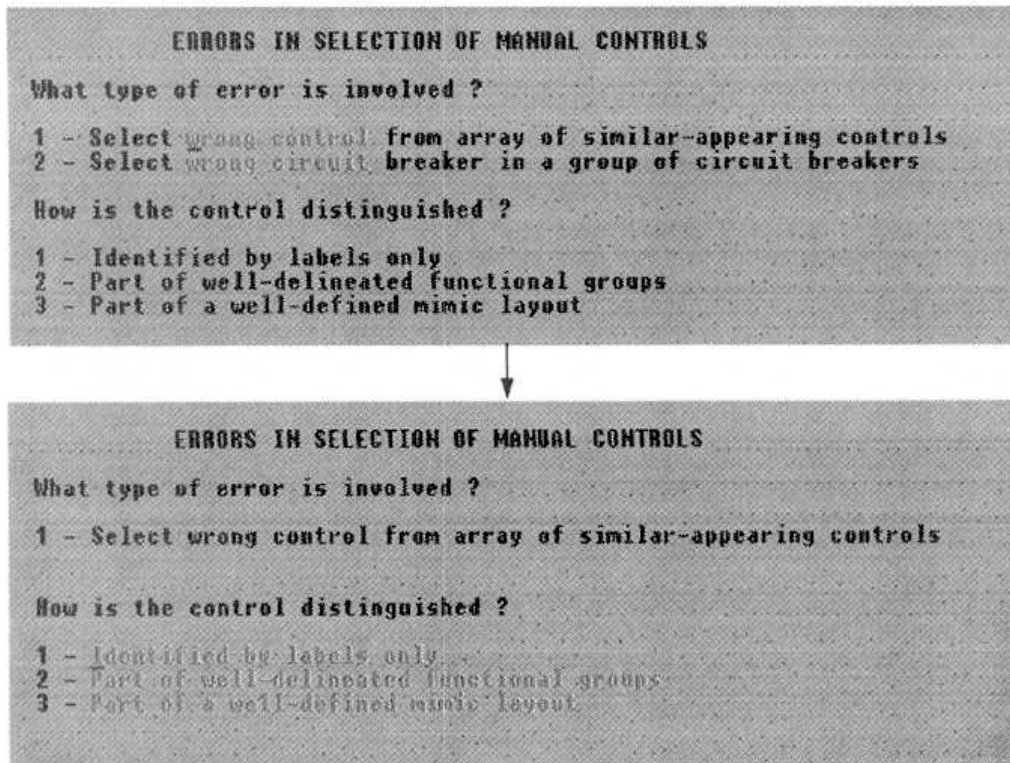 ERRORS IN SELECTION OF MANUAL CONTROLS
What type of error is involved ?
1 - Select wrong control from array of similar-appearing controls
2 - Select wrong circuit breaker in a group of circuit breakers
How is the control distinguished ?
1 - Identified by labels only
2 - Part of well-delineated functional groups
3 - Part of a well-defined mimic layout
ERRORS IN SELECTION OF MANUAL CONTROLS
What type of error is involved ?
1 - Select wrong control from array of similar-appearing controls
How is the control distinguished ?
1 - Identified by labels only
2 - Part of well-delineated functional groups
3 - Part of a well-defined mimic layout